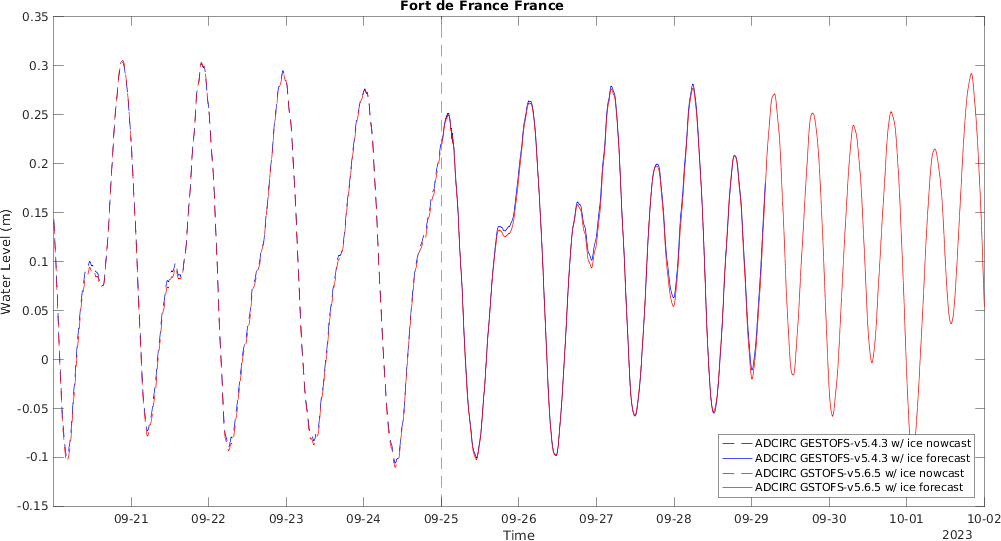 Fort de France France
0.35
0.3
0.25
0.2
0.15
0.1
0.05
0
-0.05
-0.1
-0.15
Water Level (m)
ADCIRC GESTOFS-v5.4.3 w/ ice nowcast
ADCIRC GESTOFS-v5.4.3 w/ ice forecast
ADCIRC GSTOFS-v5.6.5 w/ ice nowcast
ADCIRC GSTOFS-v5.6.5 w/ ice forecast
09-21 09-22 09-23 09-24 09-25 09-26 09-27 09-28 09-29 09-30 10-01 10-02
Time
2023